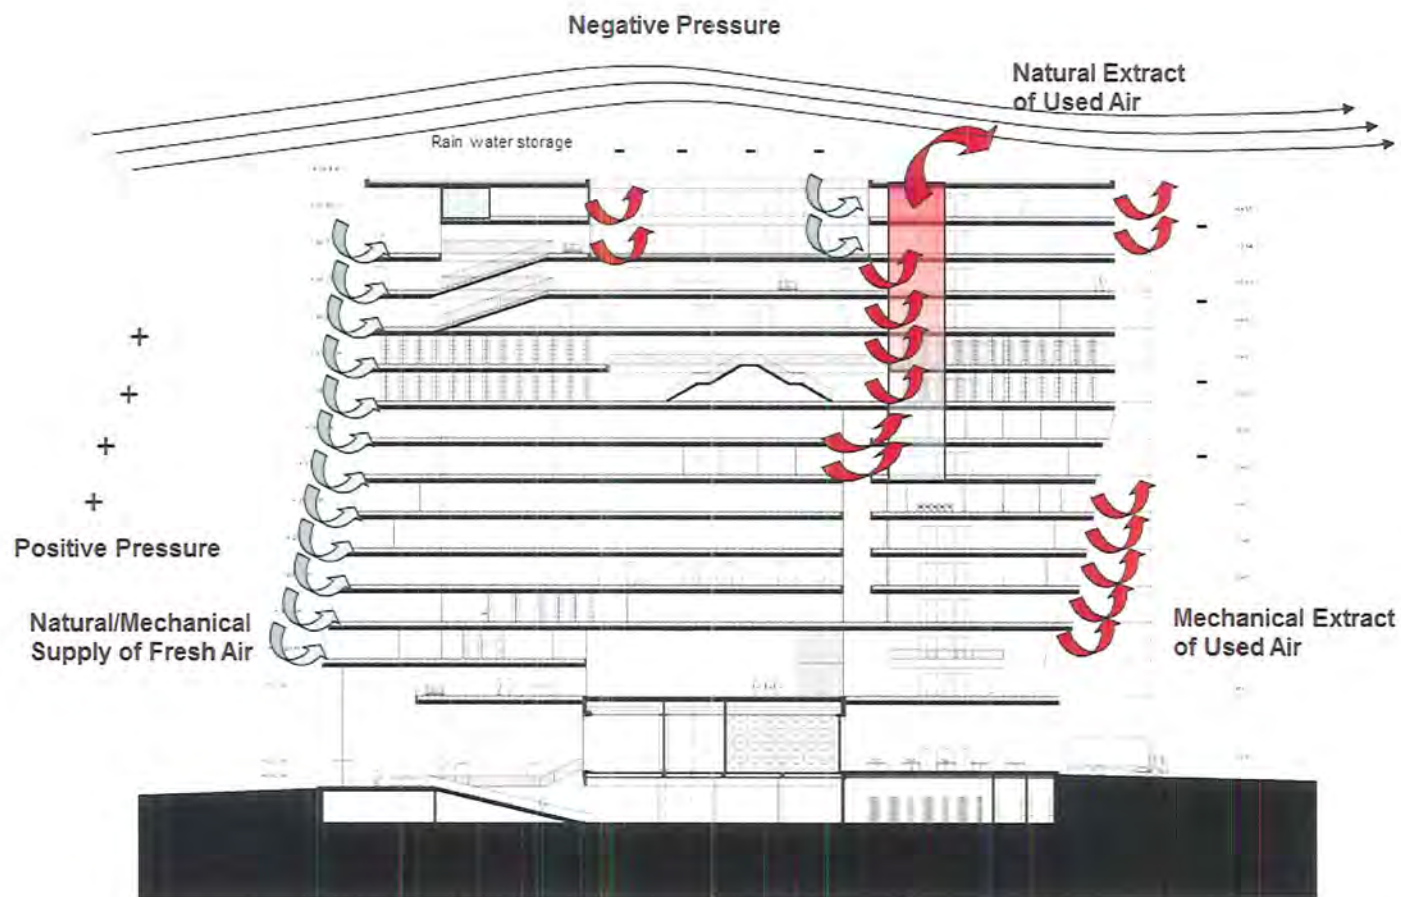 Negative Pressure
Natural Extract
of Used Air
Rain water storage
- - - -
-
-
+
-
+
+
-
+
Positive Pressure
Natural/Mechanical
Supply of Fresh Air
Mechanical Extract
of Used Air